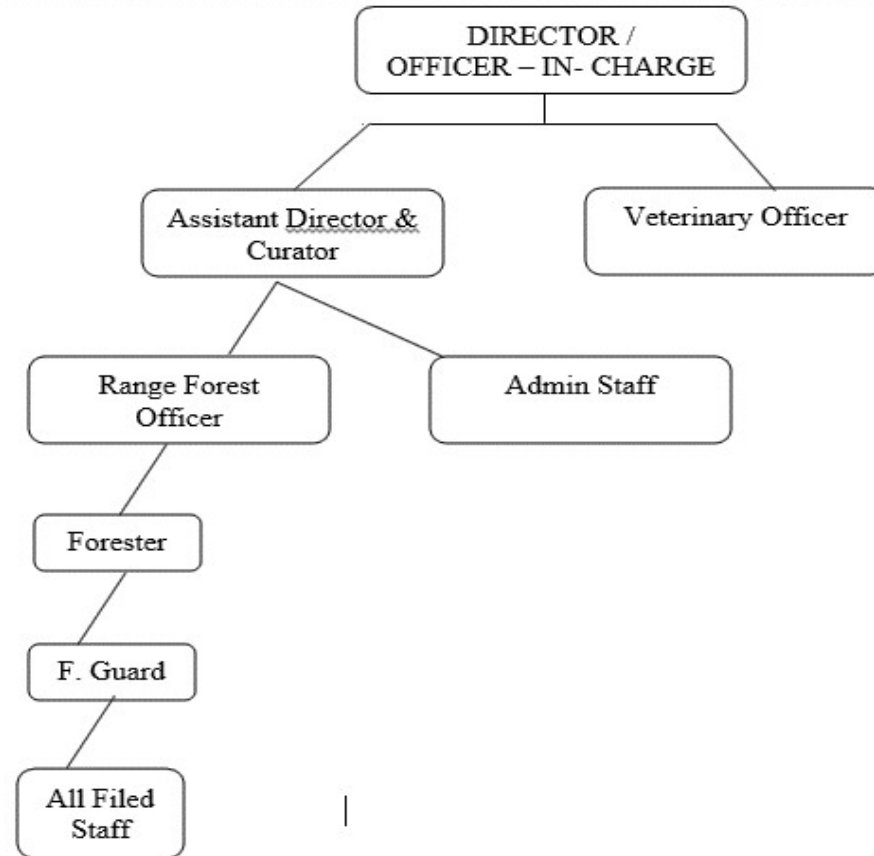 DIRECTOR /
OFFICER – IN- CHARGE
Assistant Director &
Curator
Veterinary Officer
Range Forest
Officer
Admin Staff
Forester
F. Guard
All Filed
Staff